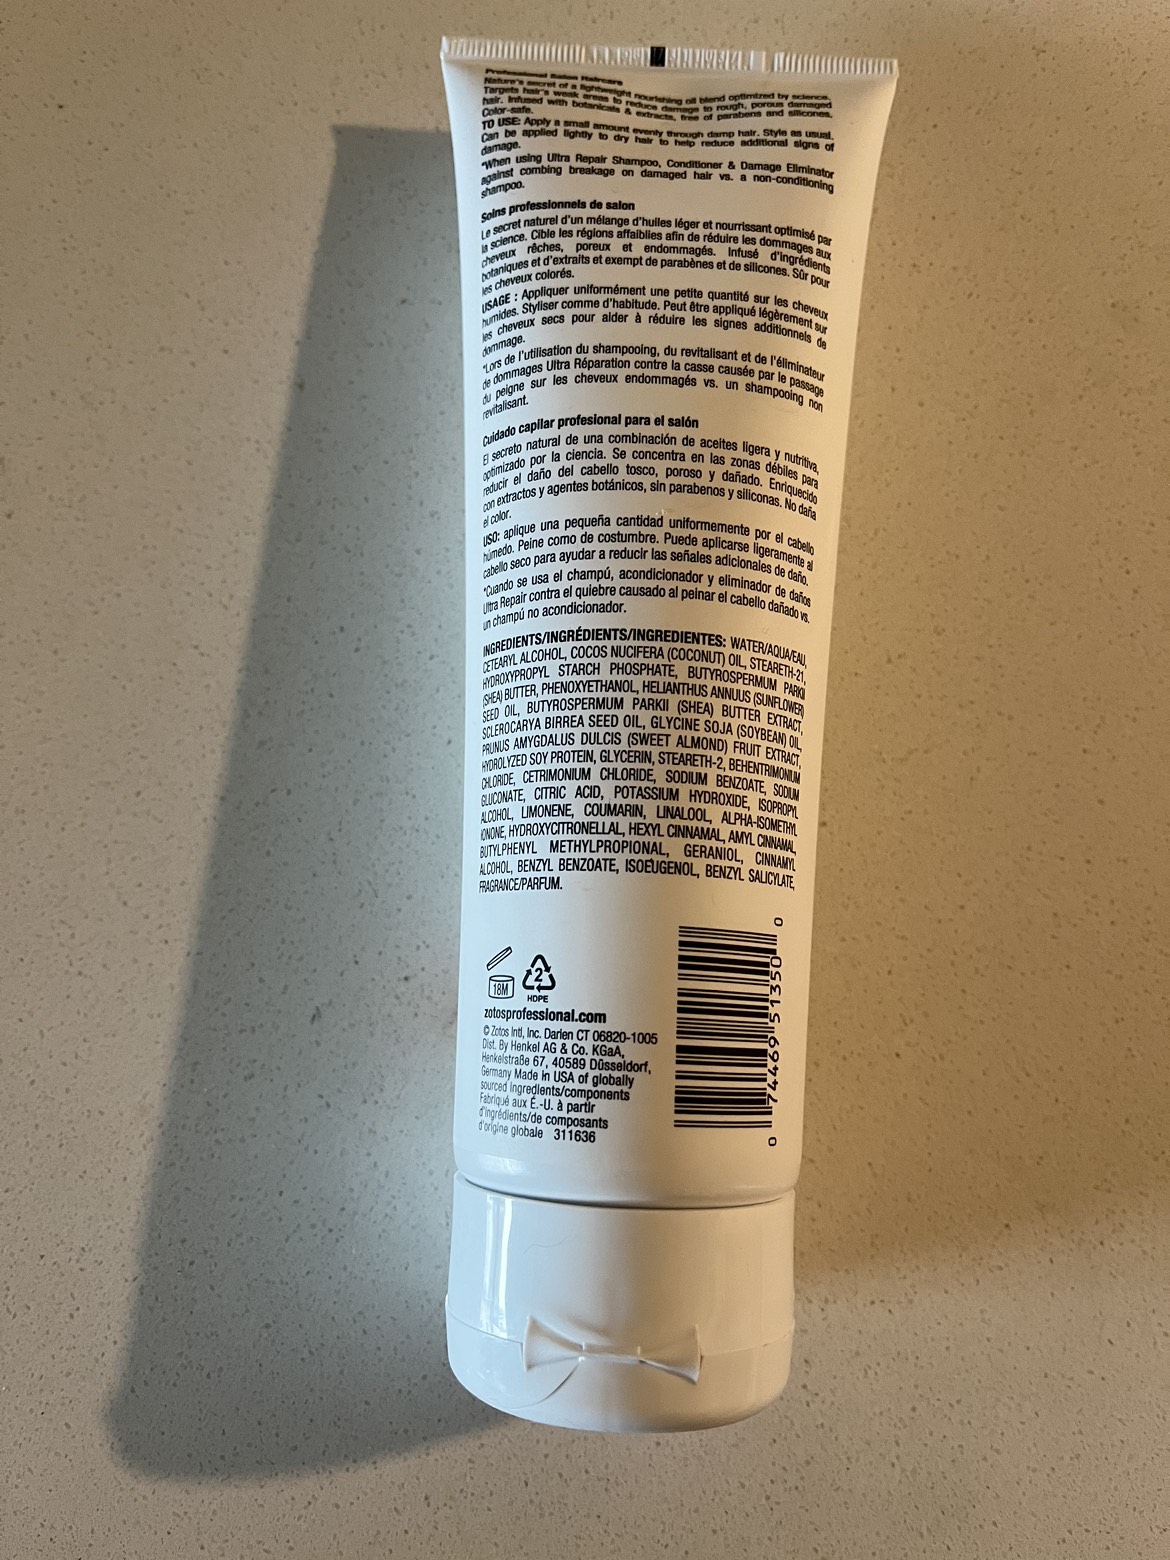 Professional Salon Haircare
Nature's secret of a lightweight nourishing oil blend optimized by science.
Targets hair's weak areas to reduce damage to rough, porous damaged
hair. Infused with botanicals & extracts, free of parabens and silicones.
Color-safe.
TO USE: Apply a small amount evenly through damp hair. Style as usual.
Can be applied lightly to dry hair to help reduce additional signs of
damage.
*When using Ultra Repair Shampoo, Conditioner & Damage Eliminator
against combing breakage on damaged hair vs. a non-conditioning
shampoo.
Soins professionnels de salon
Le secret naturel d'un mélange d'huiles léger et nourrissant optimisé par
la science. Cible les régions affaiblies afin de réduire les dommages aux
cheveux rêches, poreux et endommagés. Infusé d'ingrédients
botaniques et d'extraits et exempt de parabènes et de silicones. Sûr pour
les cheveux colorés.
USAGE : Appliquer uniformément une petite quantité sur les cheveux
humides. Styliser comme d'habitude. Peut être appliqué légèrement sur
les cheveux secs pour aider à réduire les signes additionnels de
dommage.
*Lors de l'utilisation du shampooing, du revitalisant et de l'éliminateur
de dommages Ultra Réparation contre la casse causée par le passage
du peigne sur les cheveux endommagés vs. un shampooing non
revitalisant.
Cuidado capilar profesional para el salón
El secreto natural de una combinación de aceites ligera y nutritiva,
optimizado por la ciencia. Se concentra en las zonas débiles para
reducir el daño del cabello tosco, poroso y dañado. Enriquecido
con extractos y agentes botánicos, sin parabenos y siliconas. No daña
el color.
USO: aplique una pequeña cantidad uniformemente por el cabello
húmedo. Peine como de costumbre. Puede aplicarse ligeramente al
cabello seco para ayudar a reducir las señales adicionales de daño.
*Cuando se usa el champú, acondicionador y eliminador de daños
Ultra Repair contra el quiebre causado al peinar el cabello dañado vs.
un champú no acondicionador.
INGREDIENTS/INGRÉDIENTS/INGREDIENTES: WATER/AQUA/EAU,
CETEARYL ALCOHOL, COCOS NUCIFERA (COCONUT) OIL, STEARETH-21,
HYDROXYPROPYL STARCH PHOSPHATE, BUTYROSPERMUM PARKII
(SHEA) BUTTER, PHENOXYETHANOL, HELIANTHUS ANNUUS (SUNFLOWER)
SEED OIL, BUTYROSPERMUM PARKII (SHEA) BUTTER EXTRACT,
SCLEROCARYA BIRREA SEED OIL, GLYCINE SOJA (SOYBEAN) OIL,
PRUNUS AMYGDALUS DULCIS (SWEET ALMOND) FRUIT EXTRACT,
HYDROLYZED SOY PROTEIN, GLYCERIN, STEARETH-2, BEHENTRIMONIUM
CHLORIDE, CETRIMONIUM CHLORIDE, SODIUM BENZOATE, SODIUM
GLUCONATE, CITRIC ACID, POTASSIUM HYDROXIDE, ISOPROPYL
ALCOHOL, LIMONENE, COUMARIN, LINALOOL, ALPHA-ISOMETHYL
IONONE, HYDROXYCITRONELLAL, HEXYL CINNAMAL, AMYL CINNAMAL,
BUTYLPHENYL METHYLPROPIONAL, GERANIOL, CINNAMYL
ALCOHOL, BENZYL BENZOATE, ISOEUGENOL, BENZYL SALICYLATE,
FRAGRANCE/PARFUM.
18M
2
HDPE
zotosprofessional.com
© Zotos Intl, Inc. Darien CT 06820-1005
Dist. By Henkel AG & Co. KGaA,
Henkelstraße 67, 40589 Düsseldorf,
Germany Made in USA of globally
sourced ingredients/components
Fabriqué aux É.-U. à partir
d'ingrédients/de composants
d'origine globale 311636
0 74469 51350 0